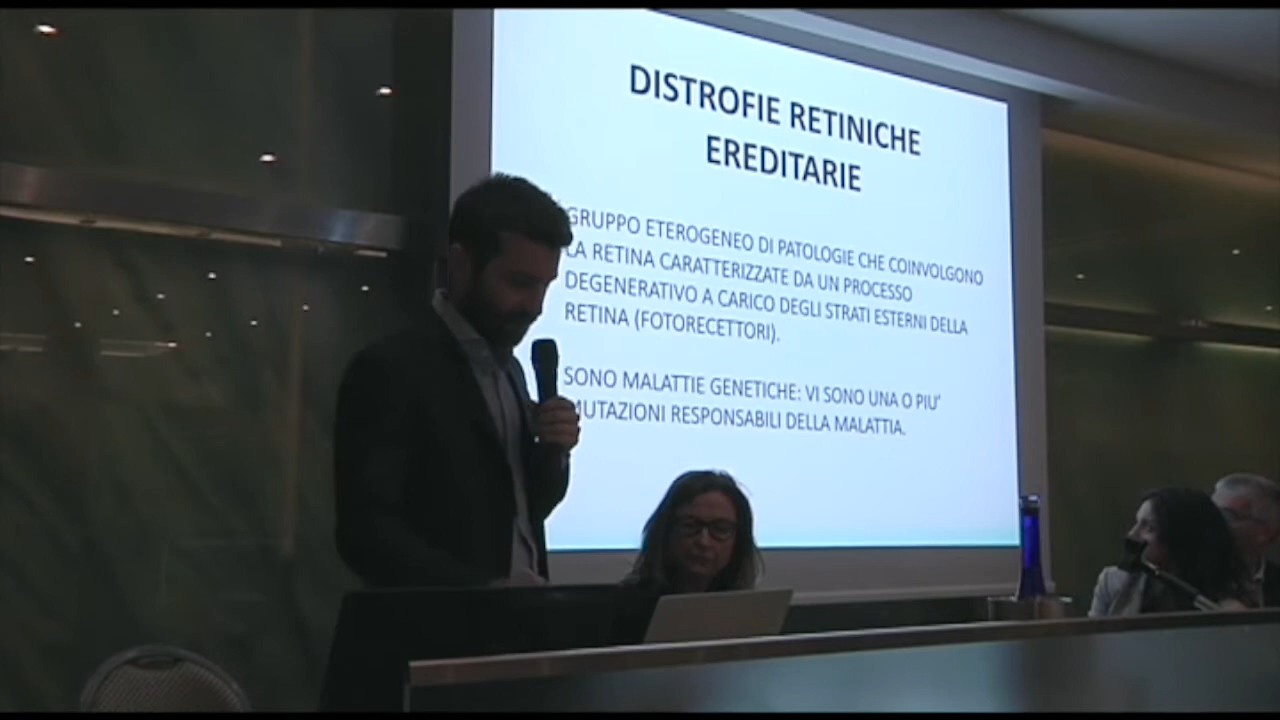 DISTROFIE RETINICHE
EREDITARIE
GRUPPO ETEROGENEO DI PATOLOGIE CHE COINVOLGONO
LA RETINA CARATTERIZZATE DA UN PROCESSO
DEGENERATIVO A CARICO DEGLI STRATI ESTERNI DELLA
RETINA (FOTORECETTORI).
SONO MALATTIE GENETICHE: VI SONO UNA O PIU'
MUTAZIONI RESPONSABILI DELLA MALATTIA.